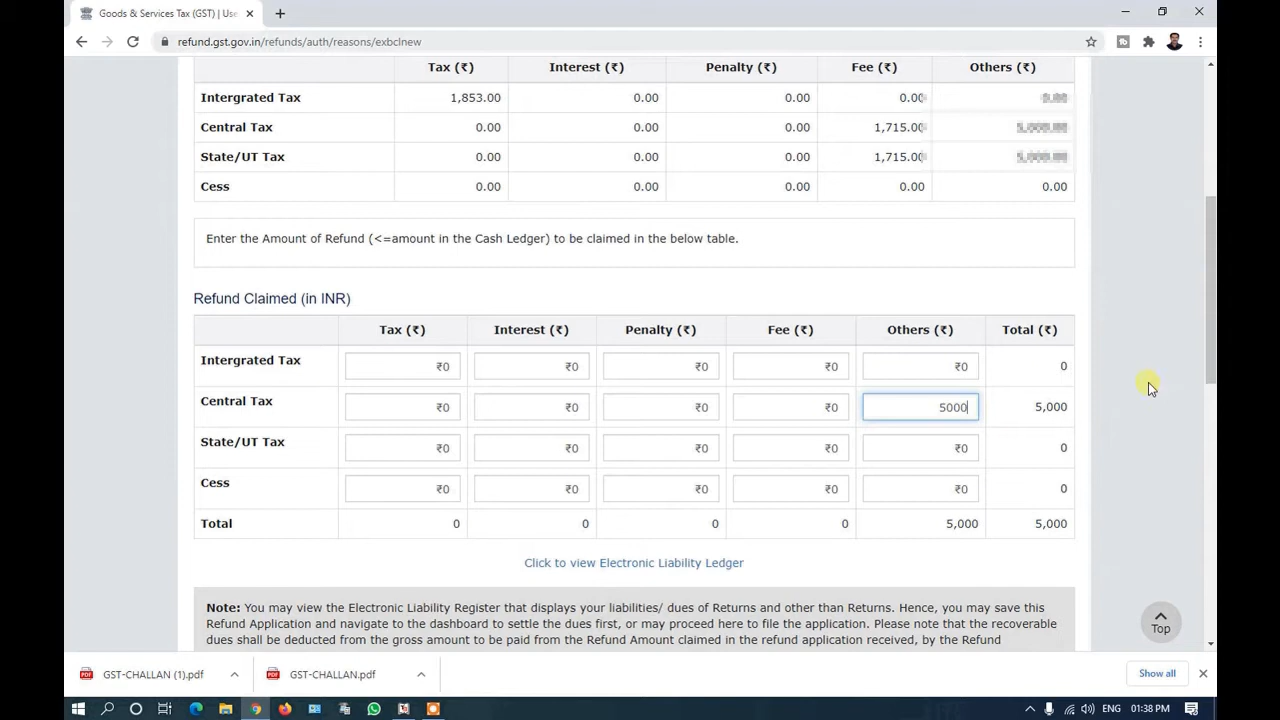 Goods & Services Tax (GST) | Use
refund.gst.gov.in/refunds/auth/reasons/exbclnew
Tax (₹) Interest (₹) Penalty (₹) Fee (₹) Others (₹)
Intergrated Tax 1,853.00 0.00 0.00 0.00
Central Tax 0.00 0.00 0.00 1,715.00
State/UT Tax 0.00 0.00 0.00 1,715.00
Cess 0.00 0.00 0.00 0.00 0.00
Enter the Amount of Refund (<=amount in the Cash Ledger) to be claimed in the below table.
Refund Claimed (in INR)
Tax (₹) Interest (₹) Penalty (₹) Fee (₹) Others (₹) Total (₹)
Intergrated Tax ₹0 ₹0 ₹0 ₹0 ₹0 0
Central Tax ₹0 ₹0 ₹0 ₹0 5000 5,000
State/UT Tax ₹0 ₹0 ₹0 ₹0 ₹0 0
Cess ₹0 ₹0 ₹0 ₹0 ₹0 0
Total 0 0 0 0 5,000 5,000
Click to view Electronic Liability Ledger
Note: You may view the Electronic Liability Register that displays your liabilities/ dues of Returns and other than Returns. Hence, you may save this
Refund Application and navigate to the dashboard to settle the dues first, or may proceed here to file the application. Please note that the recoverable
dues shall be deducted from the gross amount to be paid from the Refund Amount claimed in the refund application received, by the Refund
Top
GST-CHALLAN (1).pdf GST-CHALLAN.pdf Show all
ENG 01:38 PM